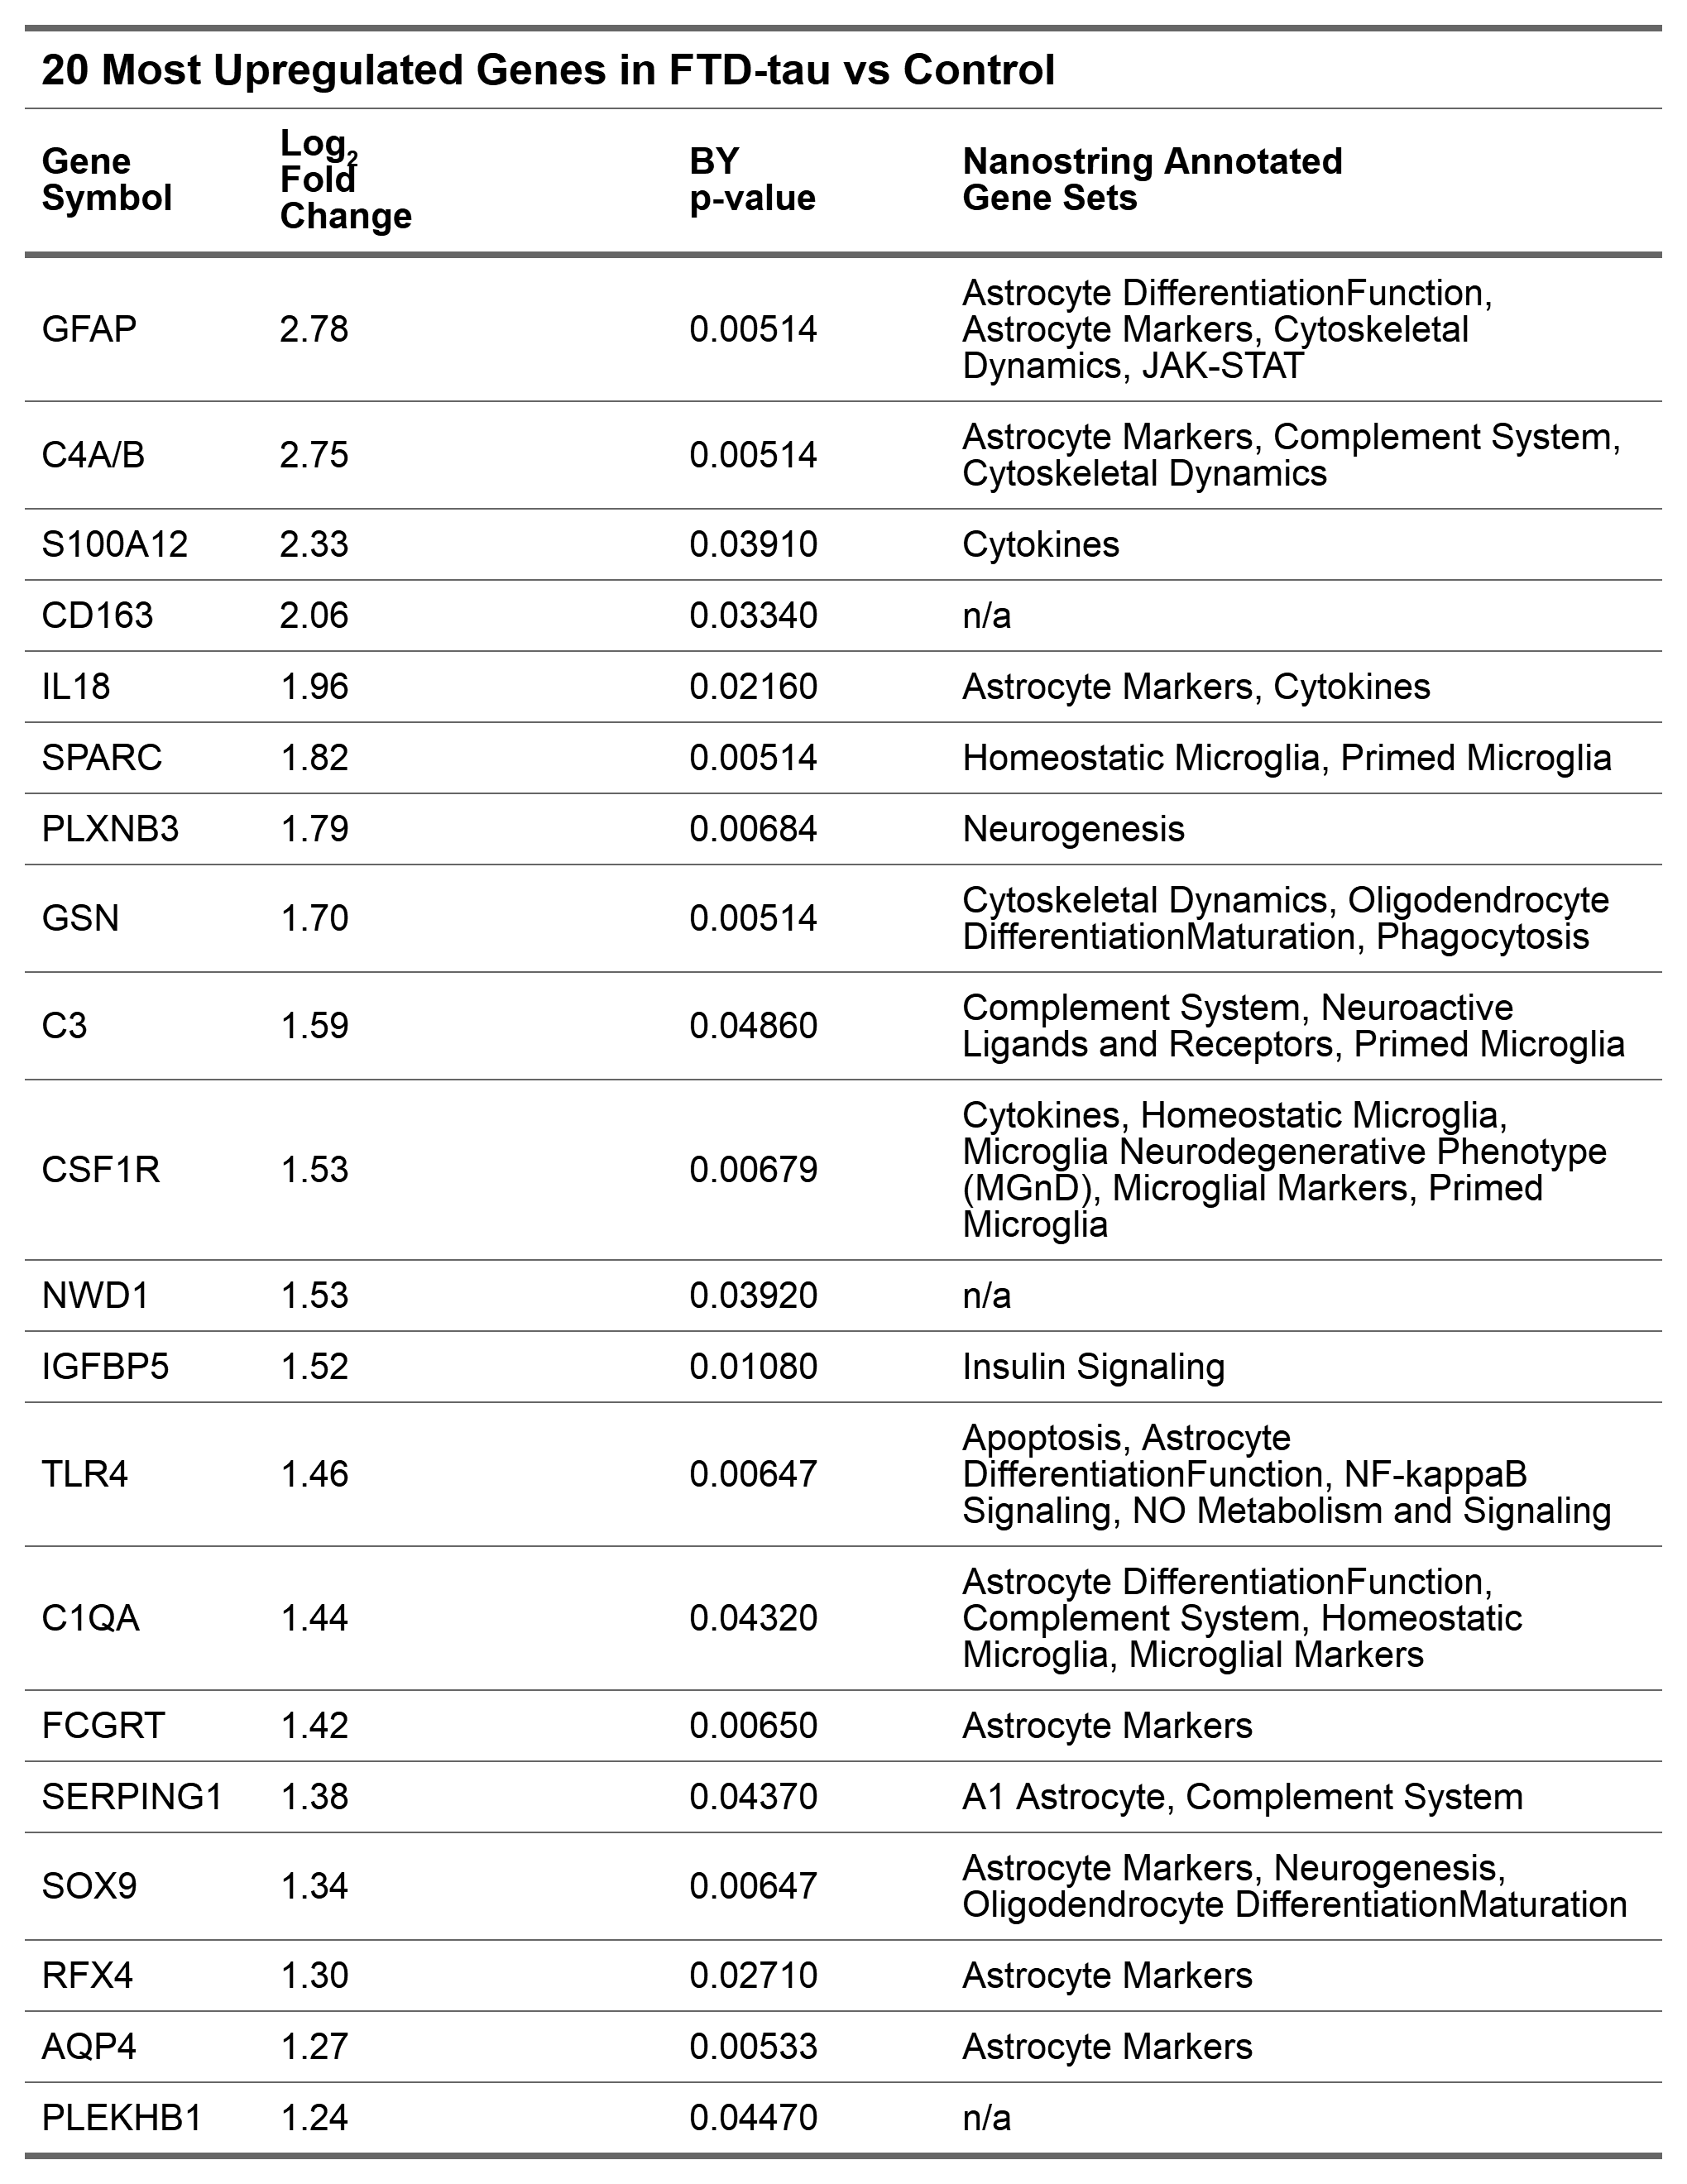 20 Most Upregulated Genes in FTD-tau vs Control
Gene Symbol
Log₂ Fold Change
BY p-value
Nanostring Annotated Gene Sets
GFAP 2.78 0.00514 Astrocyte DifferentiationFunction,
Astrocyte Markers, Cytoskeletal
Dynamics, JAK-STAT
C4A/B 2.75 0.00514 Astrocyte Markers, Complement System,
Cytoskeletal Dynamics
S100A12 2.33 0.03910 Cytokines
CD163 2.06 0.03340 n/a
IL18 1.96 0.02160 Astrocyte Markers, Cytokines
SPARC 1.82 0.00514 Homeostatic Microglia, Primed Microglia
PLXNB3 1.79 0.00684 Neurogenesis
GSN 1.70 0.00514 Cytoskeletal Dynamics, Oligodendrocyte
DifferentiationMaturation, Phagocytosis
C3 1.59 0.04860 Complement System, Neuroactive
Ligands and Receptors, Primed Microglia
CSF1R 1.53 0.00679 Cytokines, Homeostatic Microglia,
Microglia Neurodegenerative Phenotype
(MGnD), Microglial Markers, Primed
Microglia
NWD1 1.53 0.03920 n/a
IGFBP5 1.52 0.01080 Insulin Signaling
TLR4 1.46 0.00647 Apoptosis, Astrocyte
DifferentiationFunction, NF-kappaB
Signaling, NO Metabolism and Signaling
C1QA 1.44 0.04320 Astrocyte DifferentiationFunction,
Complement System, Homeostatic
Microglia, Microglial Markers
FCGRT 1.42 0.00650 Astrocyte Markers
SERPING1 1.38 0.04370 A1 Astrocyte, Complement System
SOX9 1.34 0.00647 Astrocyte Markers, Neurogenesis,
Oligodendrocyte DifferentiationMaturation
RFX4 1.30 0.02710 Astrocyte Markers
AQP4 1.27 0.00533 Astrocyte Markers
PLEKHB1 1.24 0.04470 n/a